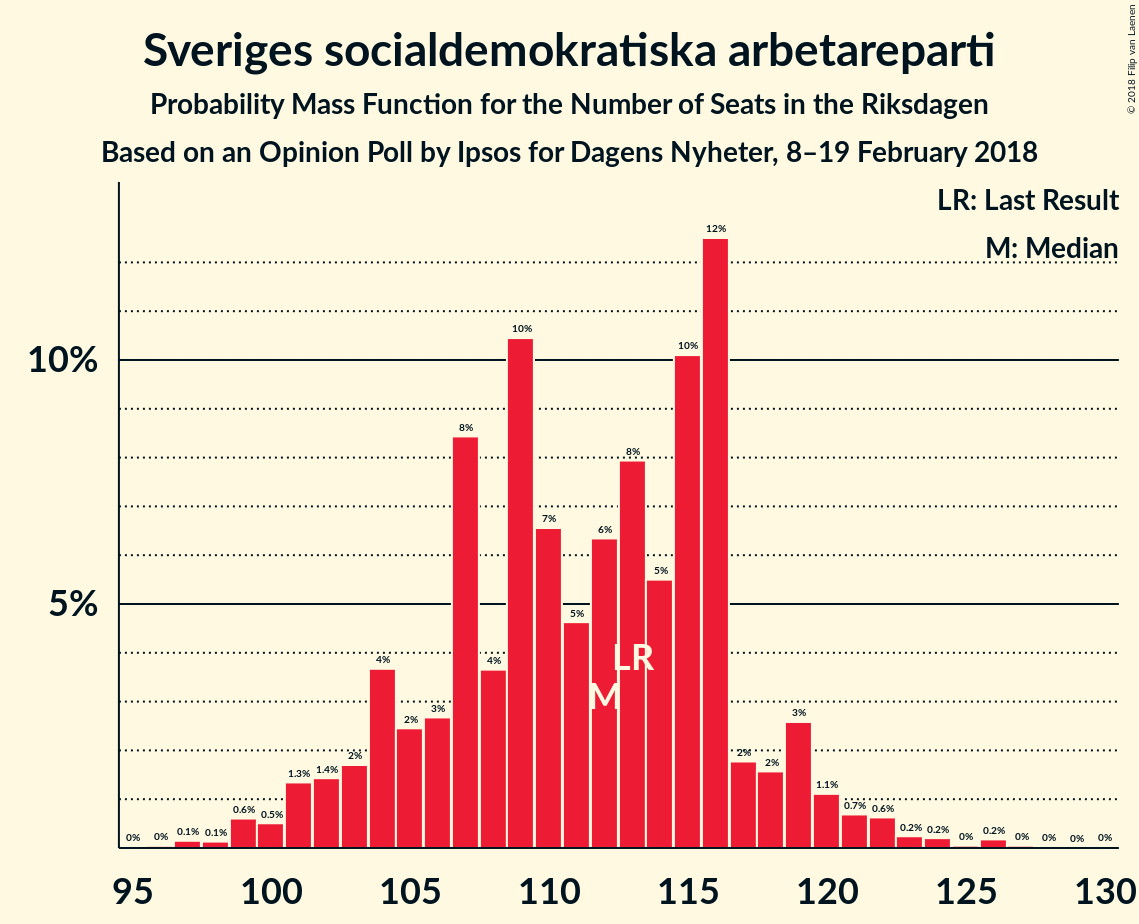 Sveriges socialdemokratiska arbetareparti
Probability Mass Function for the Number of Seats in the Riksdagen
Based on an Opinion Poll by Ipsos for Dagens Nyheter, 8–19 February 2018
© 2018 Filip van Laenen
LR: Last Result
M: Median
10%
5%
0% 0% 0.1% 0.1% 0.6% 0.5% 1.3% 1.4% 2% 4% 2% 3% 8% 4% 10% 7% 5% 6% 8% 5% 10% 12% 2% 2% 3% 1.1% 0.7% 0.6% 0.2% 0.2% 0% 0.2% 0% 0% 0% 0%
LR
M
95 100 105 110 115 120 125 130